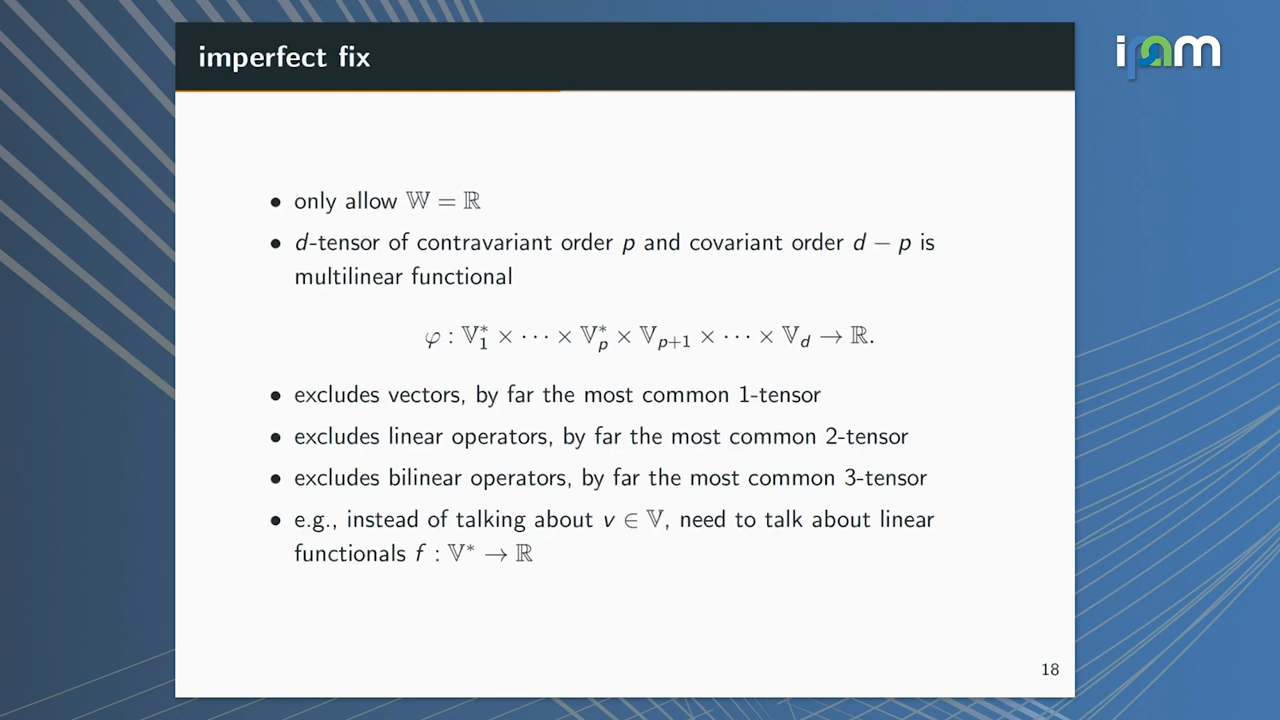 imperfect fix
ipam
• only allow 𝕎 = ℝ
• d-tensor of contravariant order p and covariant order d − p is
multilinear functional
φ : 𝕍₁* × ⋯ × 𝕍ₚ* × 𝕍ₚ₊₁ × ⋯ × 𝕍_d → ℝ.
• excludes vectors, by far the most common 1-tensor
• excludes linear operators, by far the most common 2-tensor
• excludes bilinear operators, by far the most common 3-tensor
• e.g., instead of talking about v ∈ 𝕍, need to talk about linear
functionals f : 𝕍* → ℝ
18